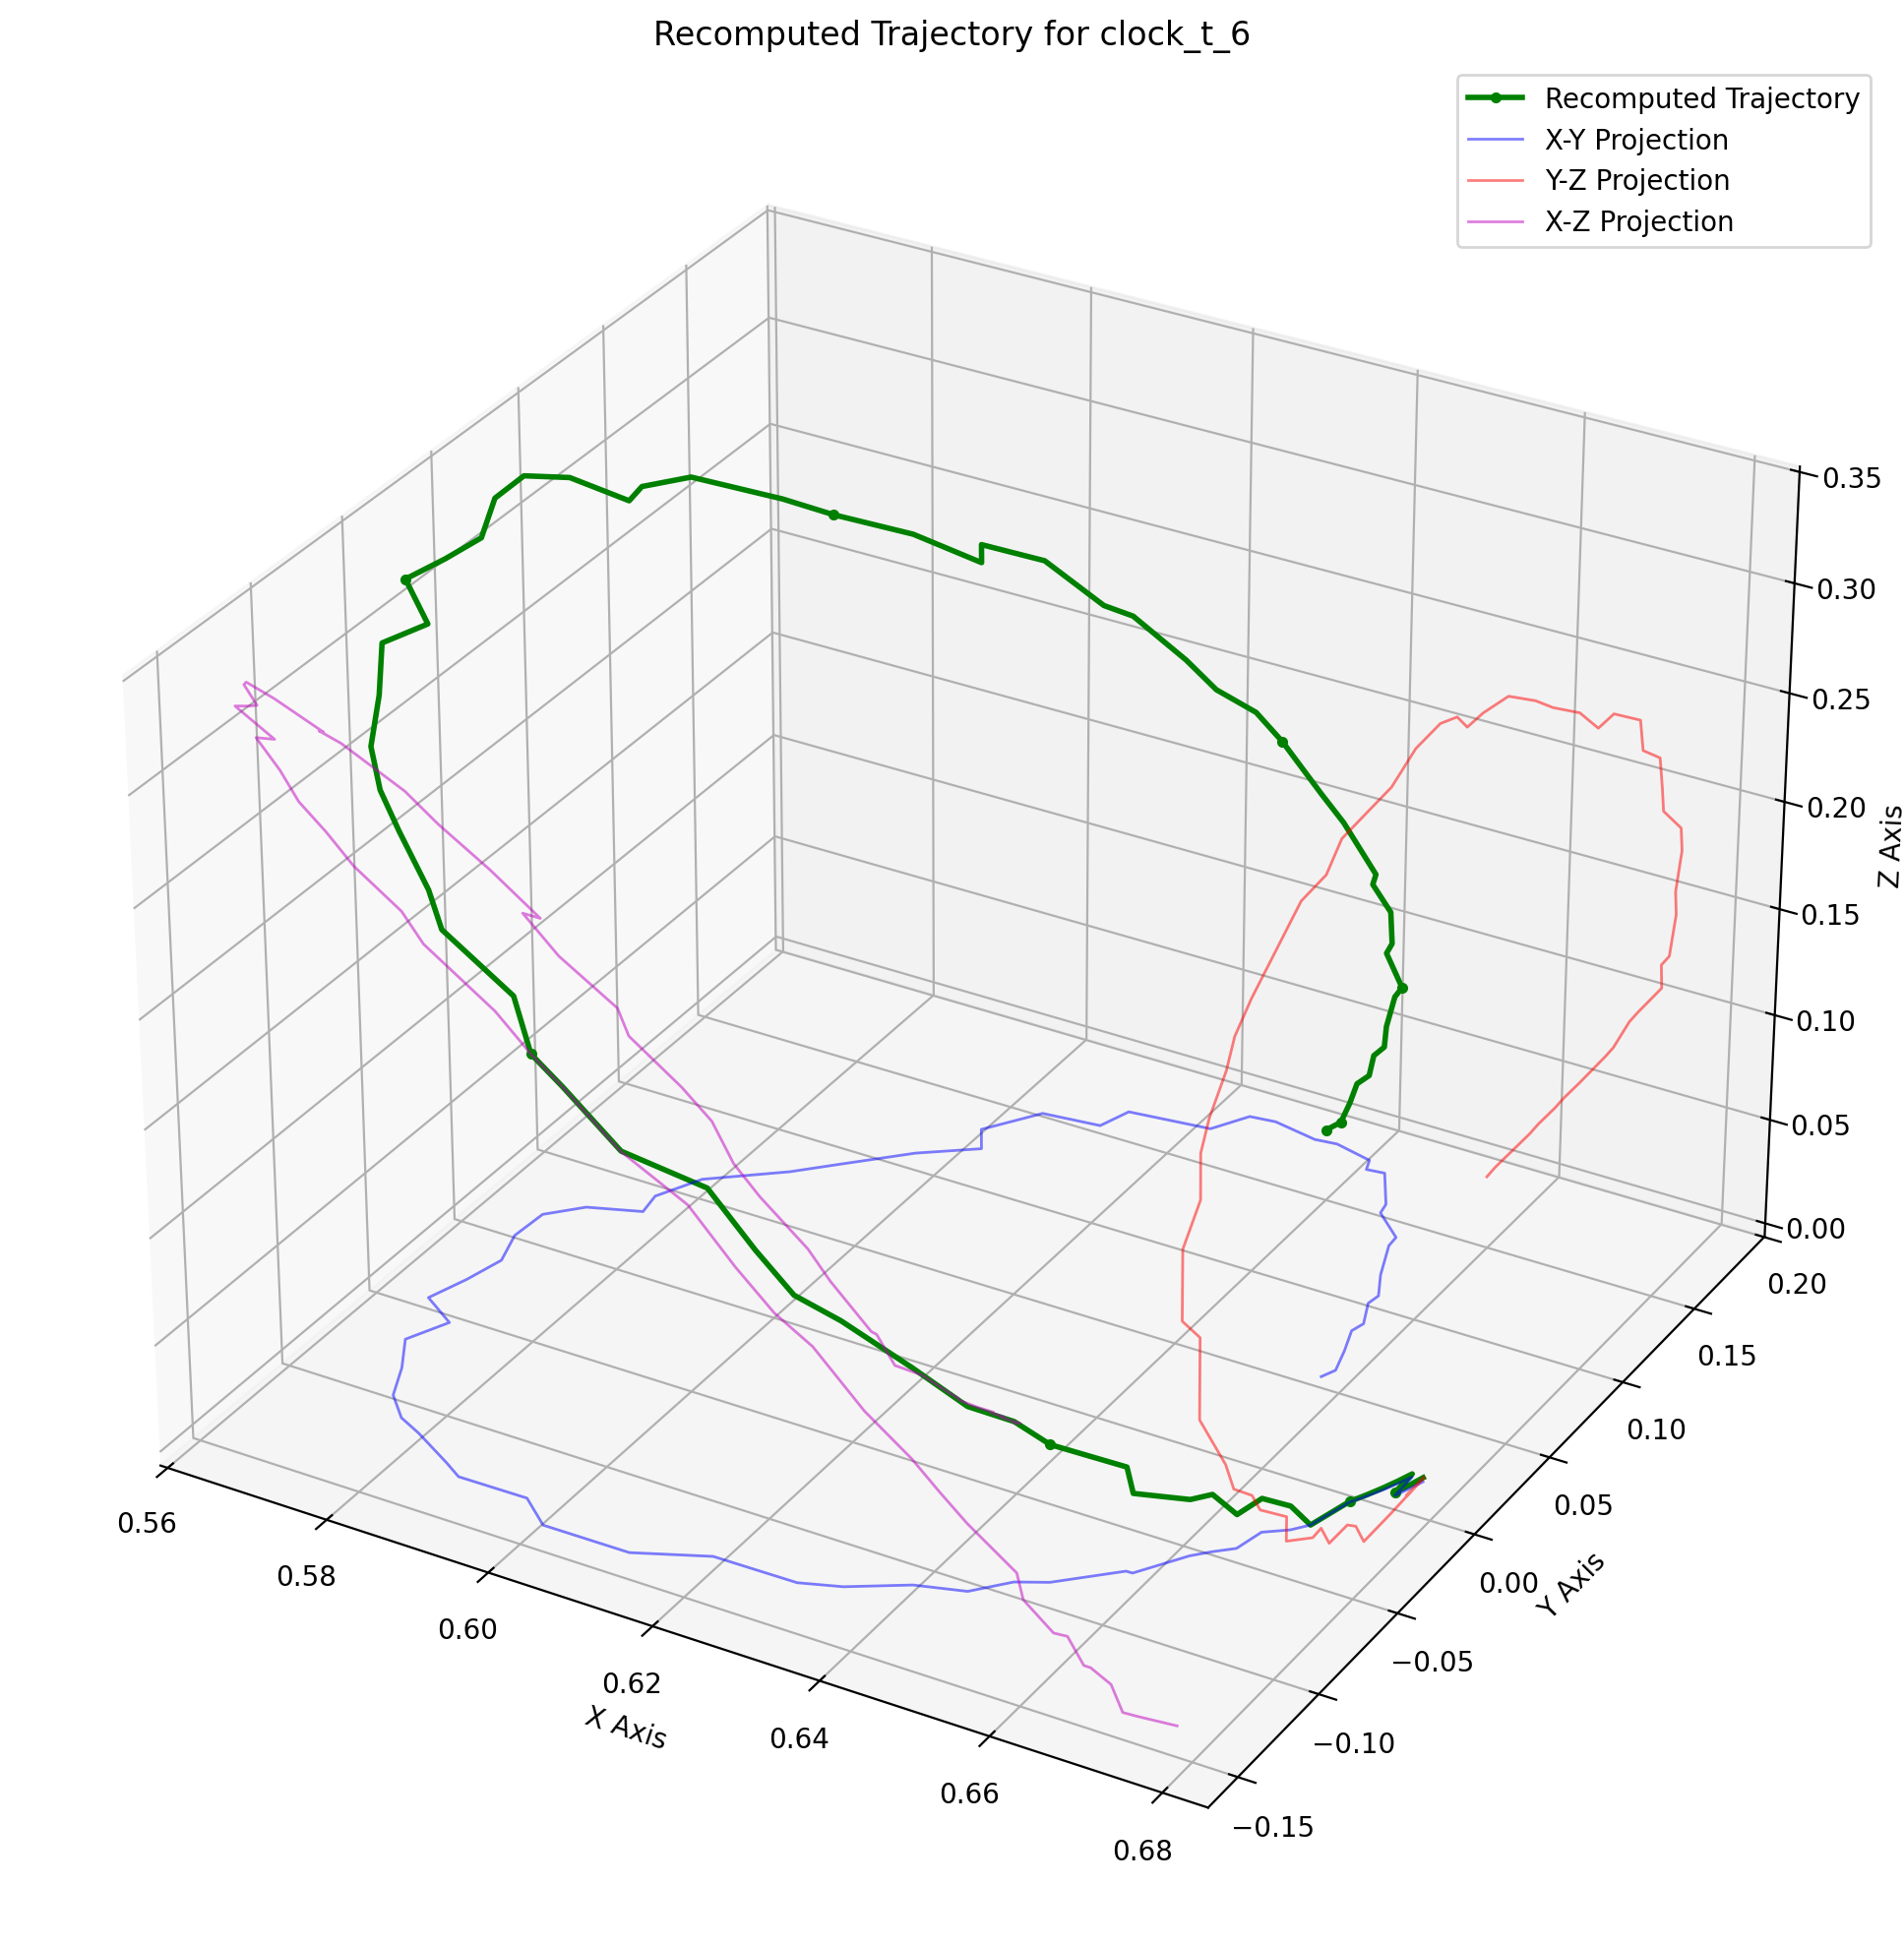 Recomputed Trajectory for clock_t_6
Recomputed Trajectory
X-Y Projection
Y-Z Projection
X-Z Projection
0.35
0.30
0.25
0.20
0.15
0.10
0.05
0.00
Z Axis
0.20
0.15
0.10
0.05
0.00
−0.05
−0.10
−0.15
Y Axis
0.56
0.58
0.60
0.62
0.64
0.66
0.68
X Axis